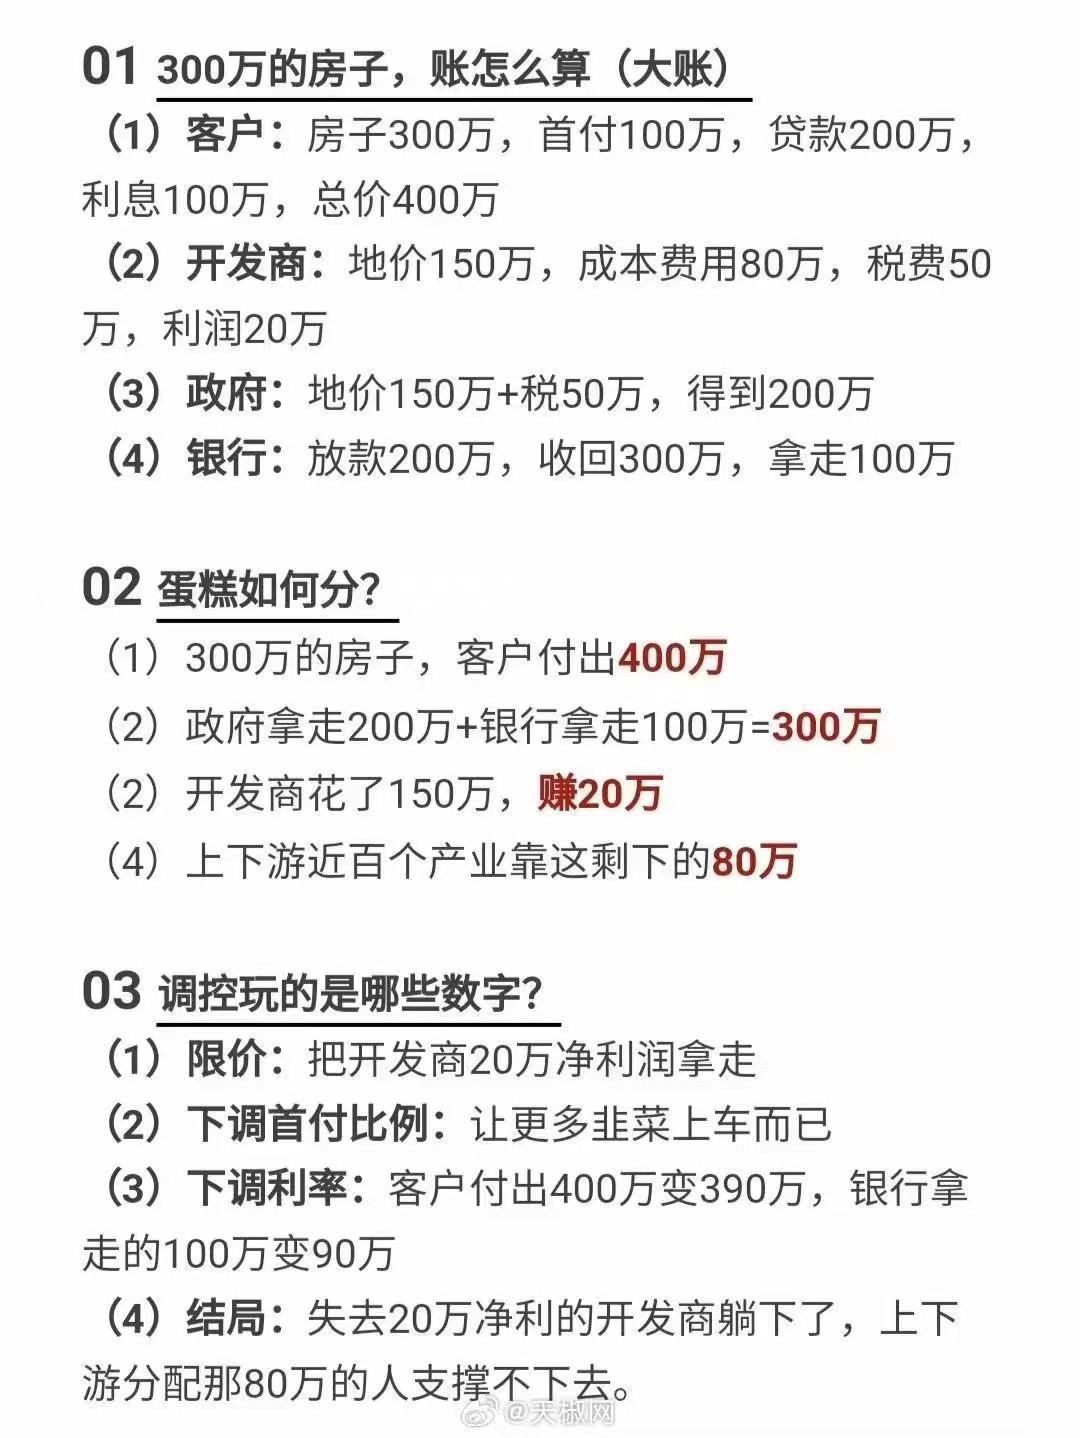 01 300万的房子，账怎么算（大账）
（1）客户：房子300万，首付100万，贷款200万，
利息100万，总价400万
（2）开发商：地价150万，成本费用80万，税费50
万，利润20万
（3）政府：地价150万+税50万，得到200万
（4）银行：放款200万，收回300万，拿走100万
02 蛋糕如何分？
（1）300万的房子，客户付出400万
（2）政府拿走200万+银行拿走100万=300万
（2）开发商花了150万，赚20万
（4）上下游近百个产业靠这剩下的80万
03 调控玩的是哪些数字？
（1）限价：把开发商20万净利润拿走
（2）下调首付比例：让更多韭菜上车而已
（3）下调利率：客户付出400万变390万，银行拿
走的100万变90万
（4）结局：失去20万净利的开发商躺下了，上下
游分配那80万的人支撑不下去。
@天椒网